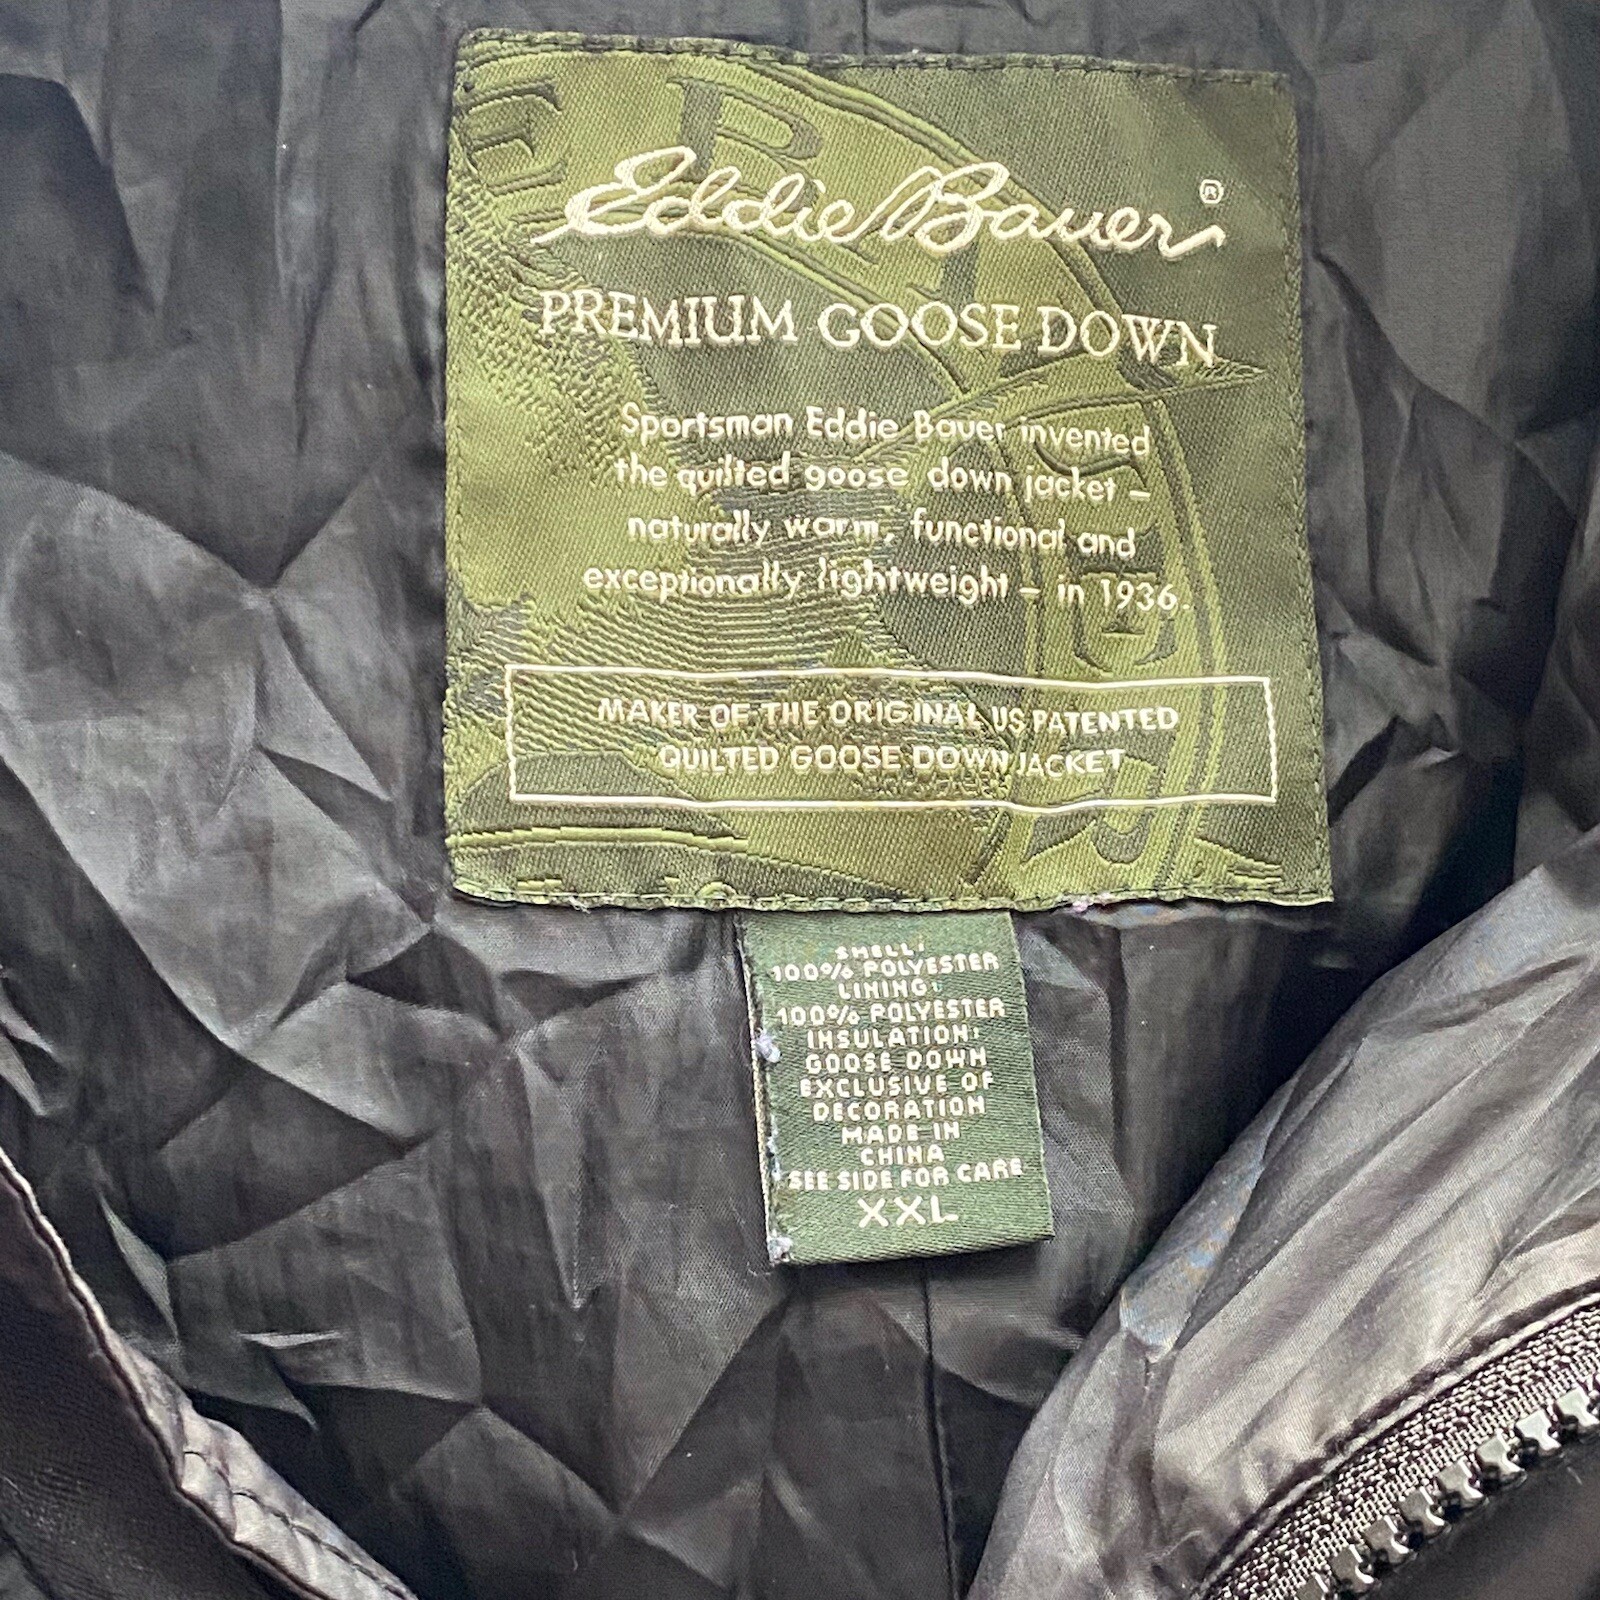 Eddie Bauer®
PREMIUM GOOSE DOWN
Sportsman Eddie Bauer invented
the quilted goose down jacket –
naturally warm, functional and
exceptionally lightweight – in 1936.
MAKER OF THE ORIGINAL US PATENTED
QUILTED GOOSE DOWN JACKET
SHELL:
100% POLYESTER
LINING:
100% POLYESTER
INSULATION:
GOOSE DOWN
EXCLUSIVE OF
DECORATION
MADE IN
CHINA
SEE SIDE FOR CARE
XXL